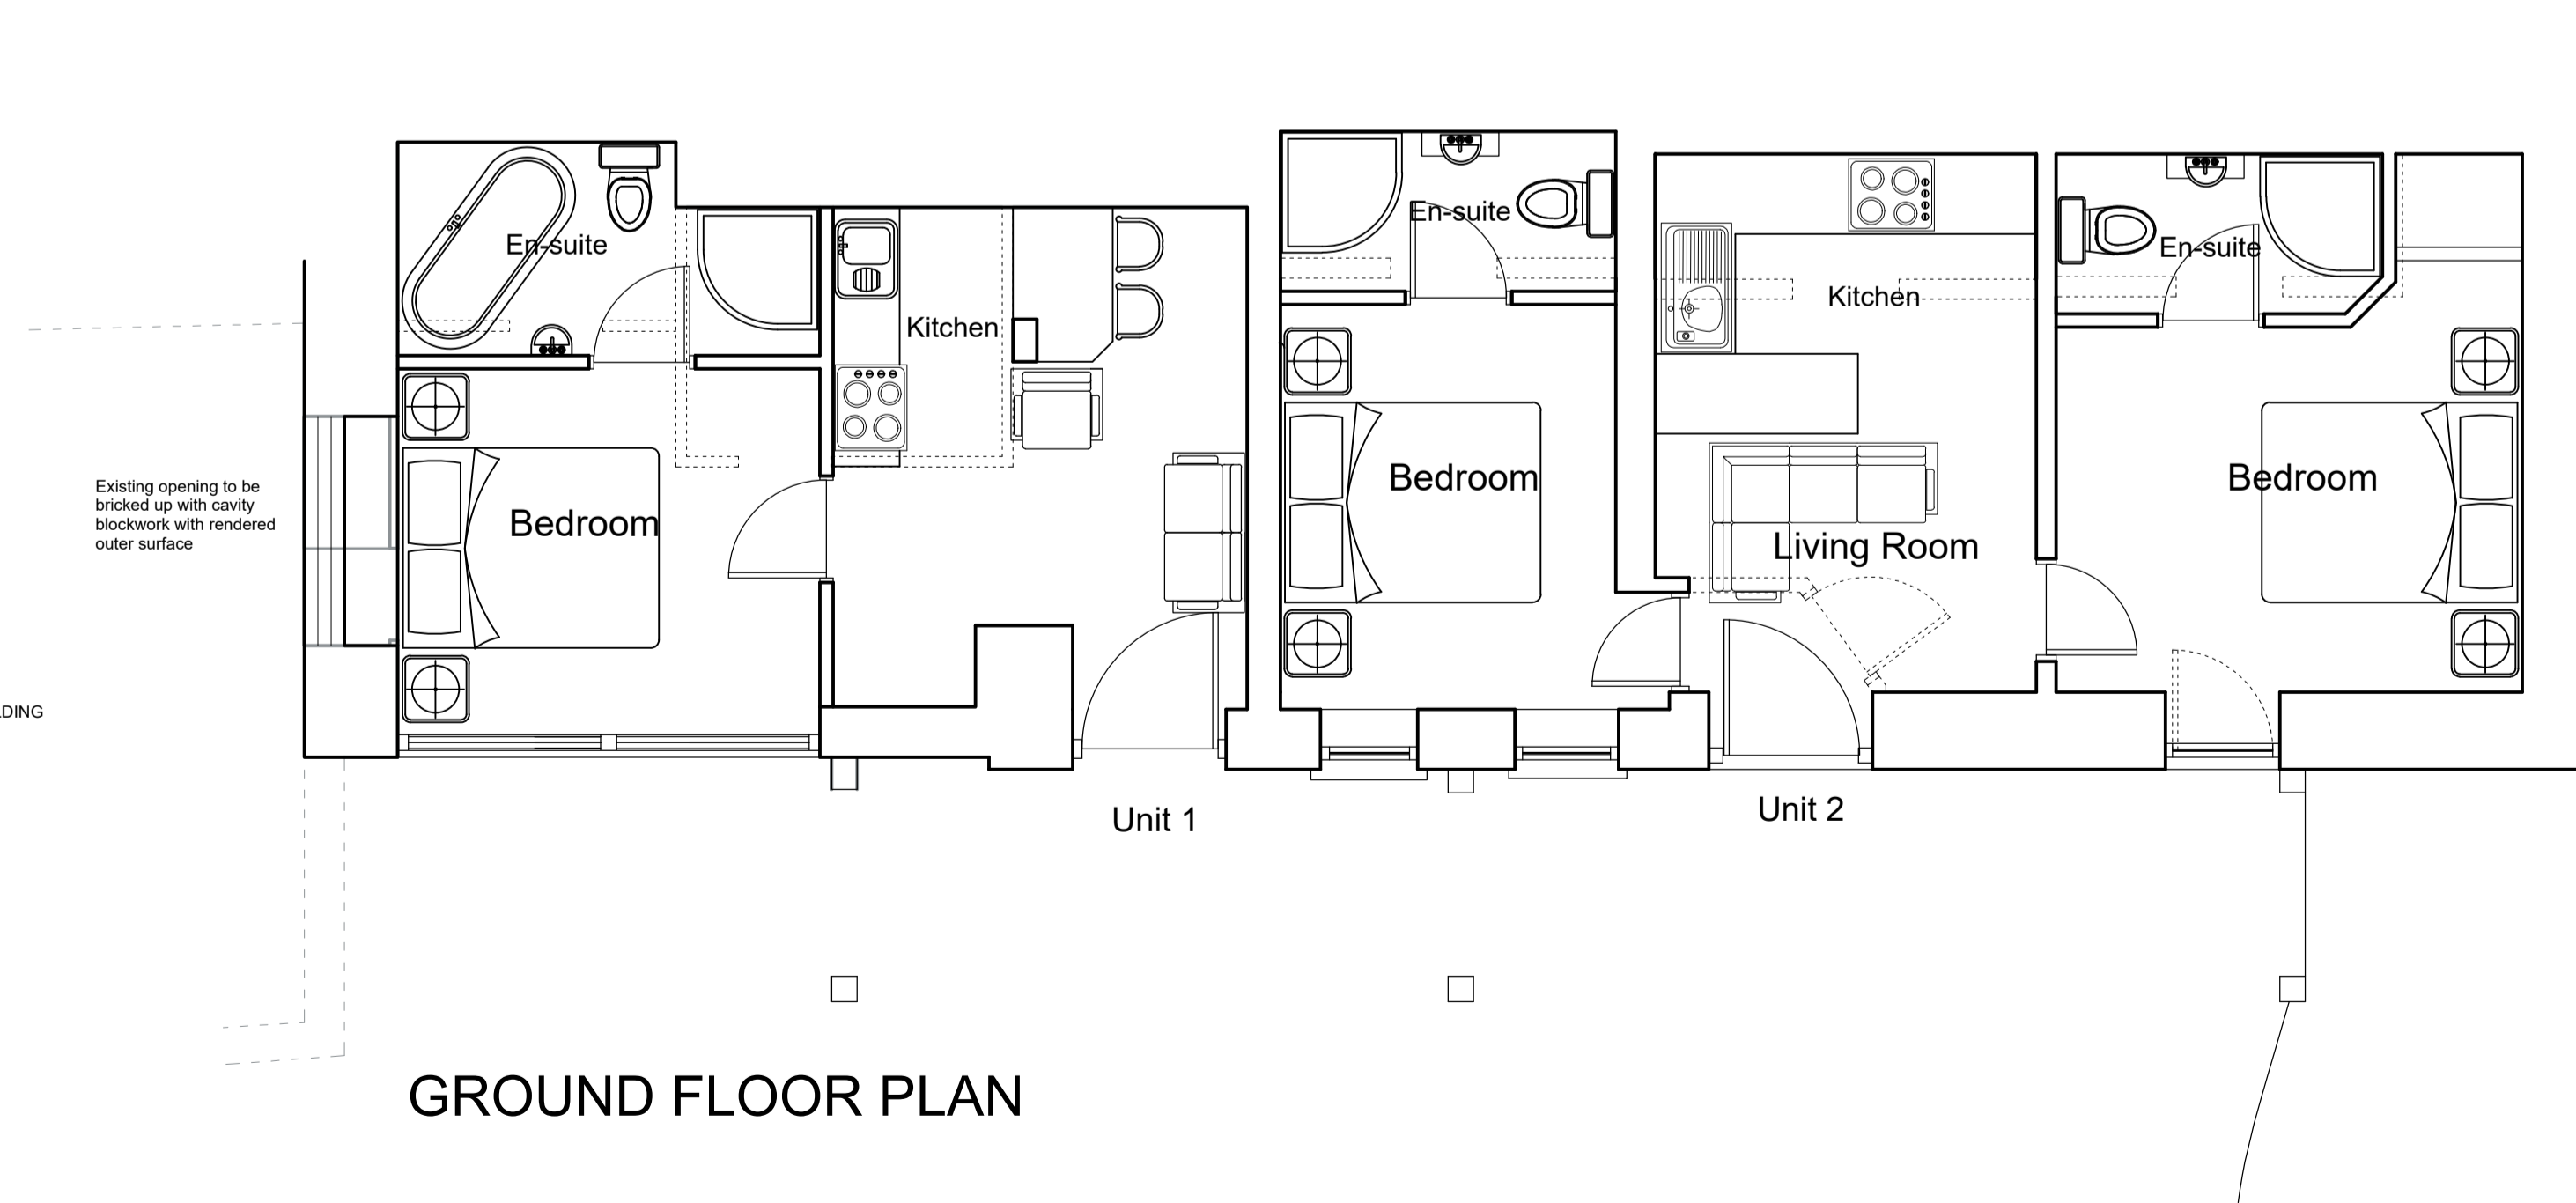 En-suite
En-suite
En-suite
Kitchen
Kitchen
Bedroom
Bedroom
Bedroom
Living Room
Existing opening to be
bricked up with cavity
blockwork with rendered
outer surface
Unit 1
Unit 2
GROUND FLOOR PLAN